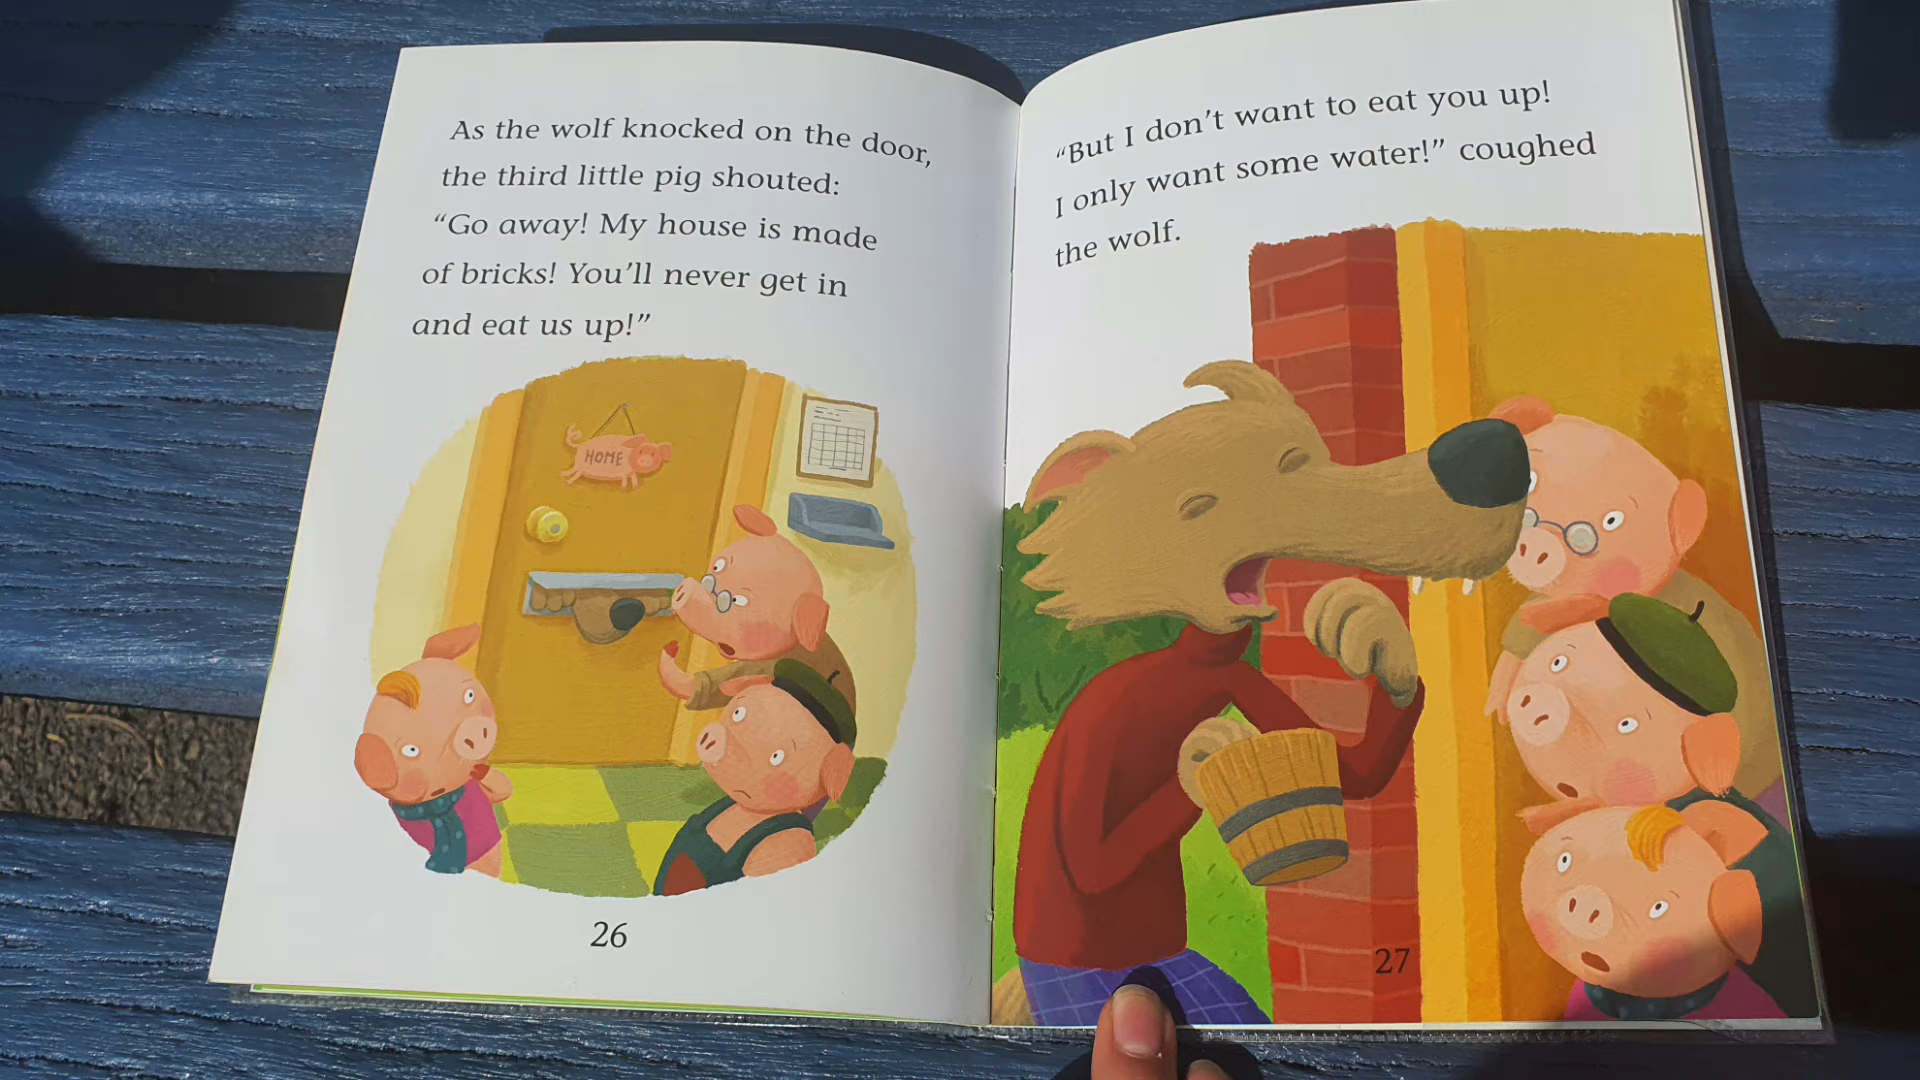 As the wolf knocked on the door,
the third little pig shouted:
“Go away! My house is made
of bricks! You’ll never get in
and eat us up!”
HOME
26
“But I don’t want to eat you up!
I only want some water!” coughed
the wolf.
27